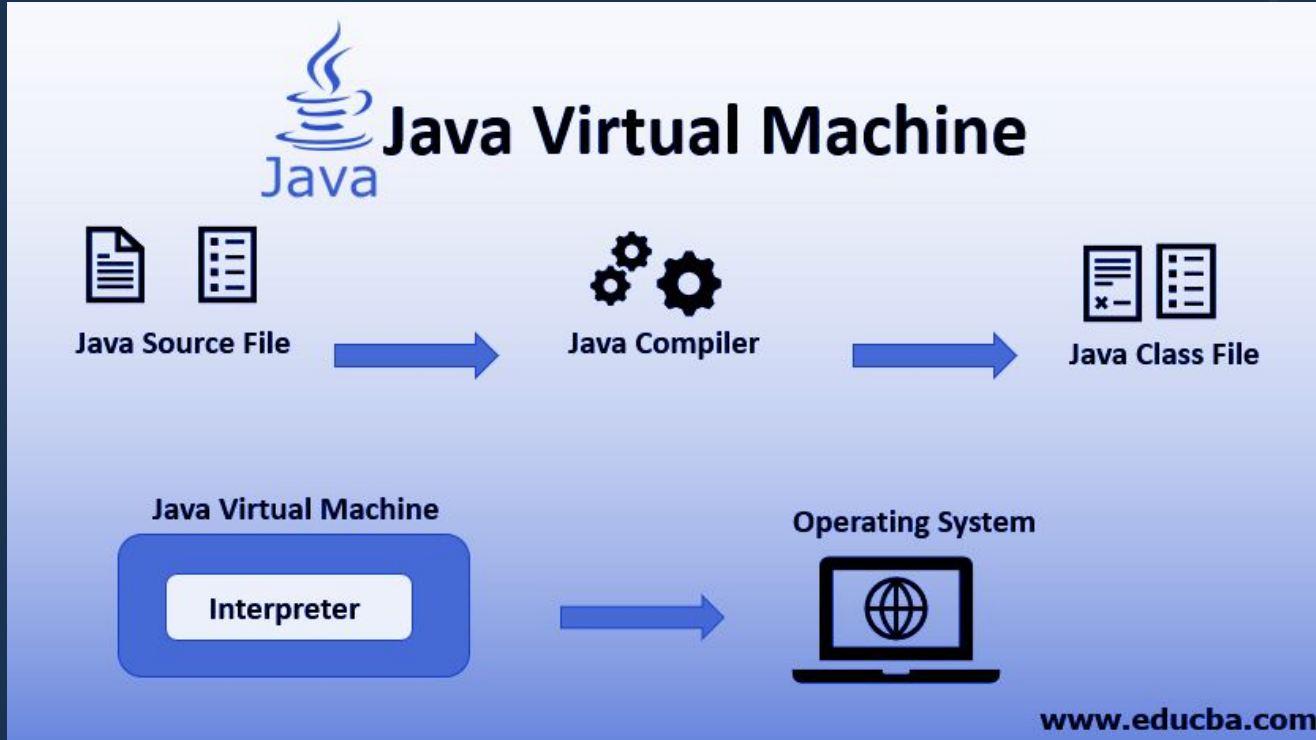 Java
Java Virtual Machine
Java Source File
Java Compiler
Java Class File
Java Virtual Machine
Interpreter
Operating System
www.educba.com